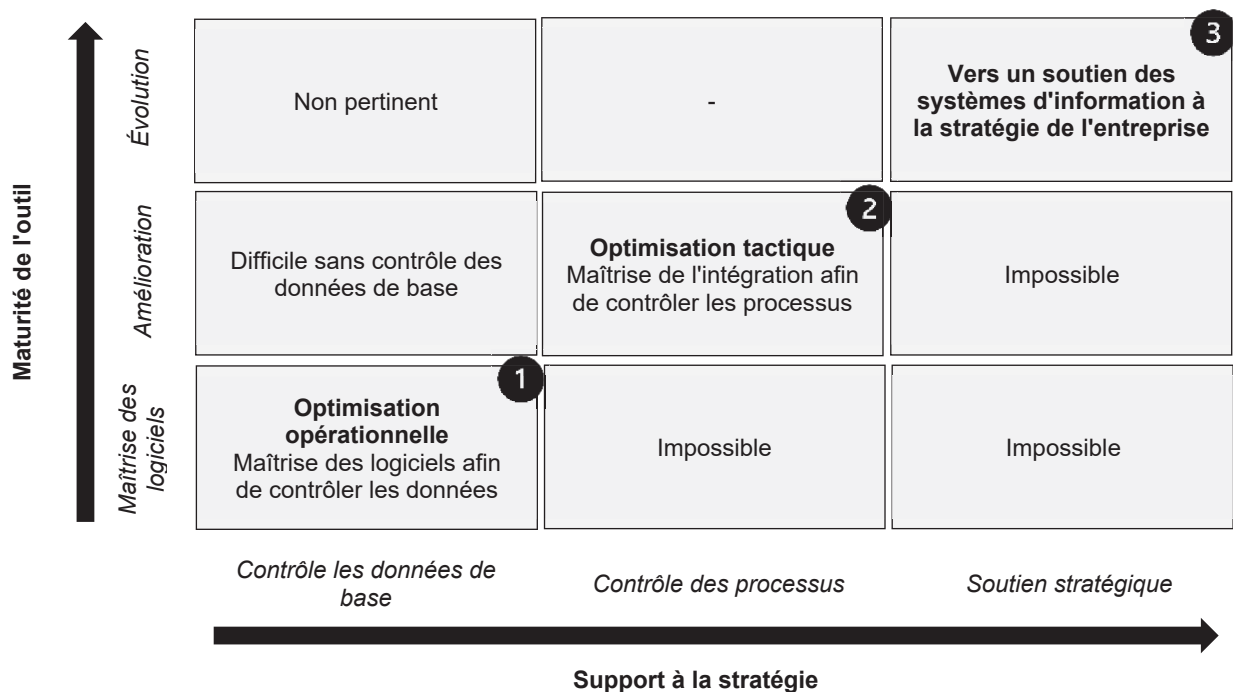 Maturité de l'outil
Évolution
Non pertinent
-
3
Vers un soutien des
systèmes d'information à
la stratégie de l'entreprise
Amélioration
Difficile sans contrôle des
données de base
2
Optimisation tactique
Maîtrise de l'intégration afin
de contrôler les processus
Impossible
Maîtrise des
logiciels
1
Optimisation
opérationnelle
Maîtrise des logiciels afin
de contrôler les données
Impossible
Impossible
Contrôle les données de
base
Contrôle des processus
Soutien stratégique
Support à la stratégie